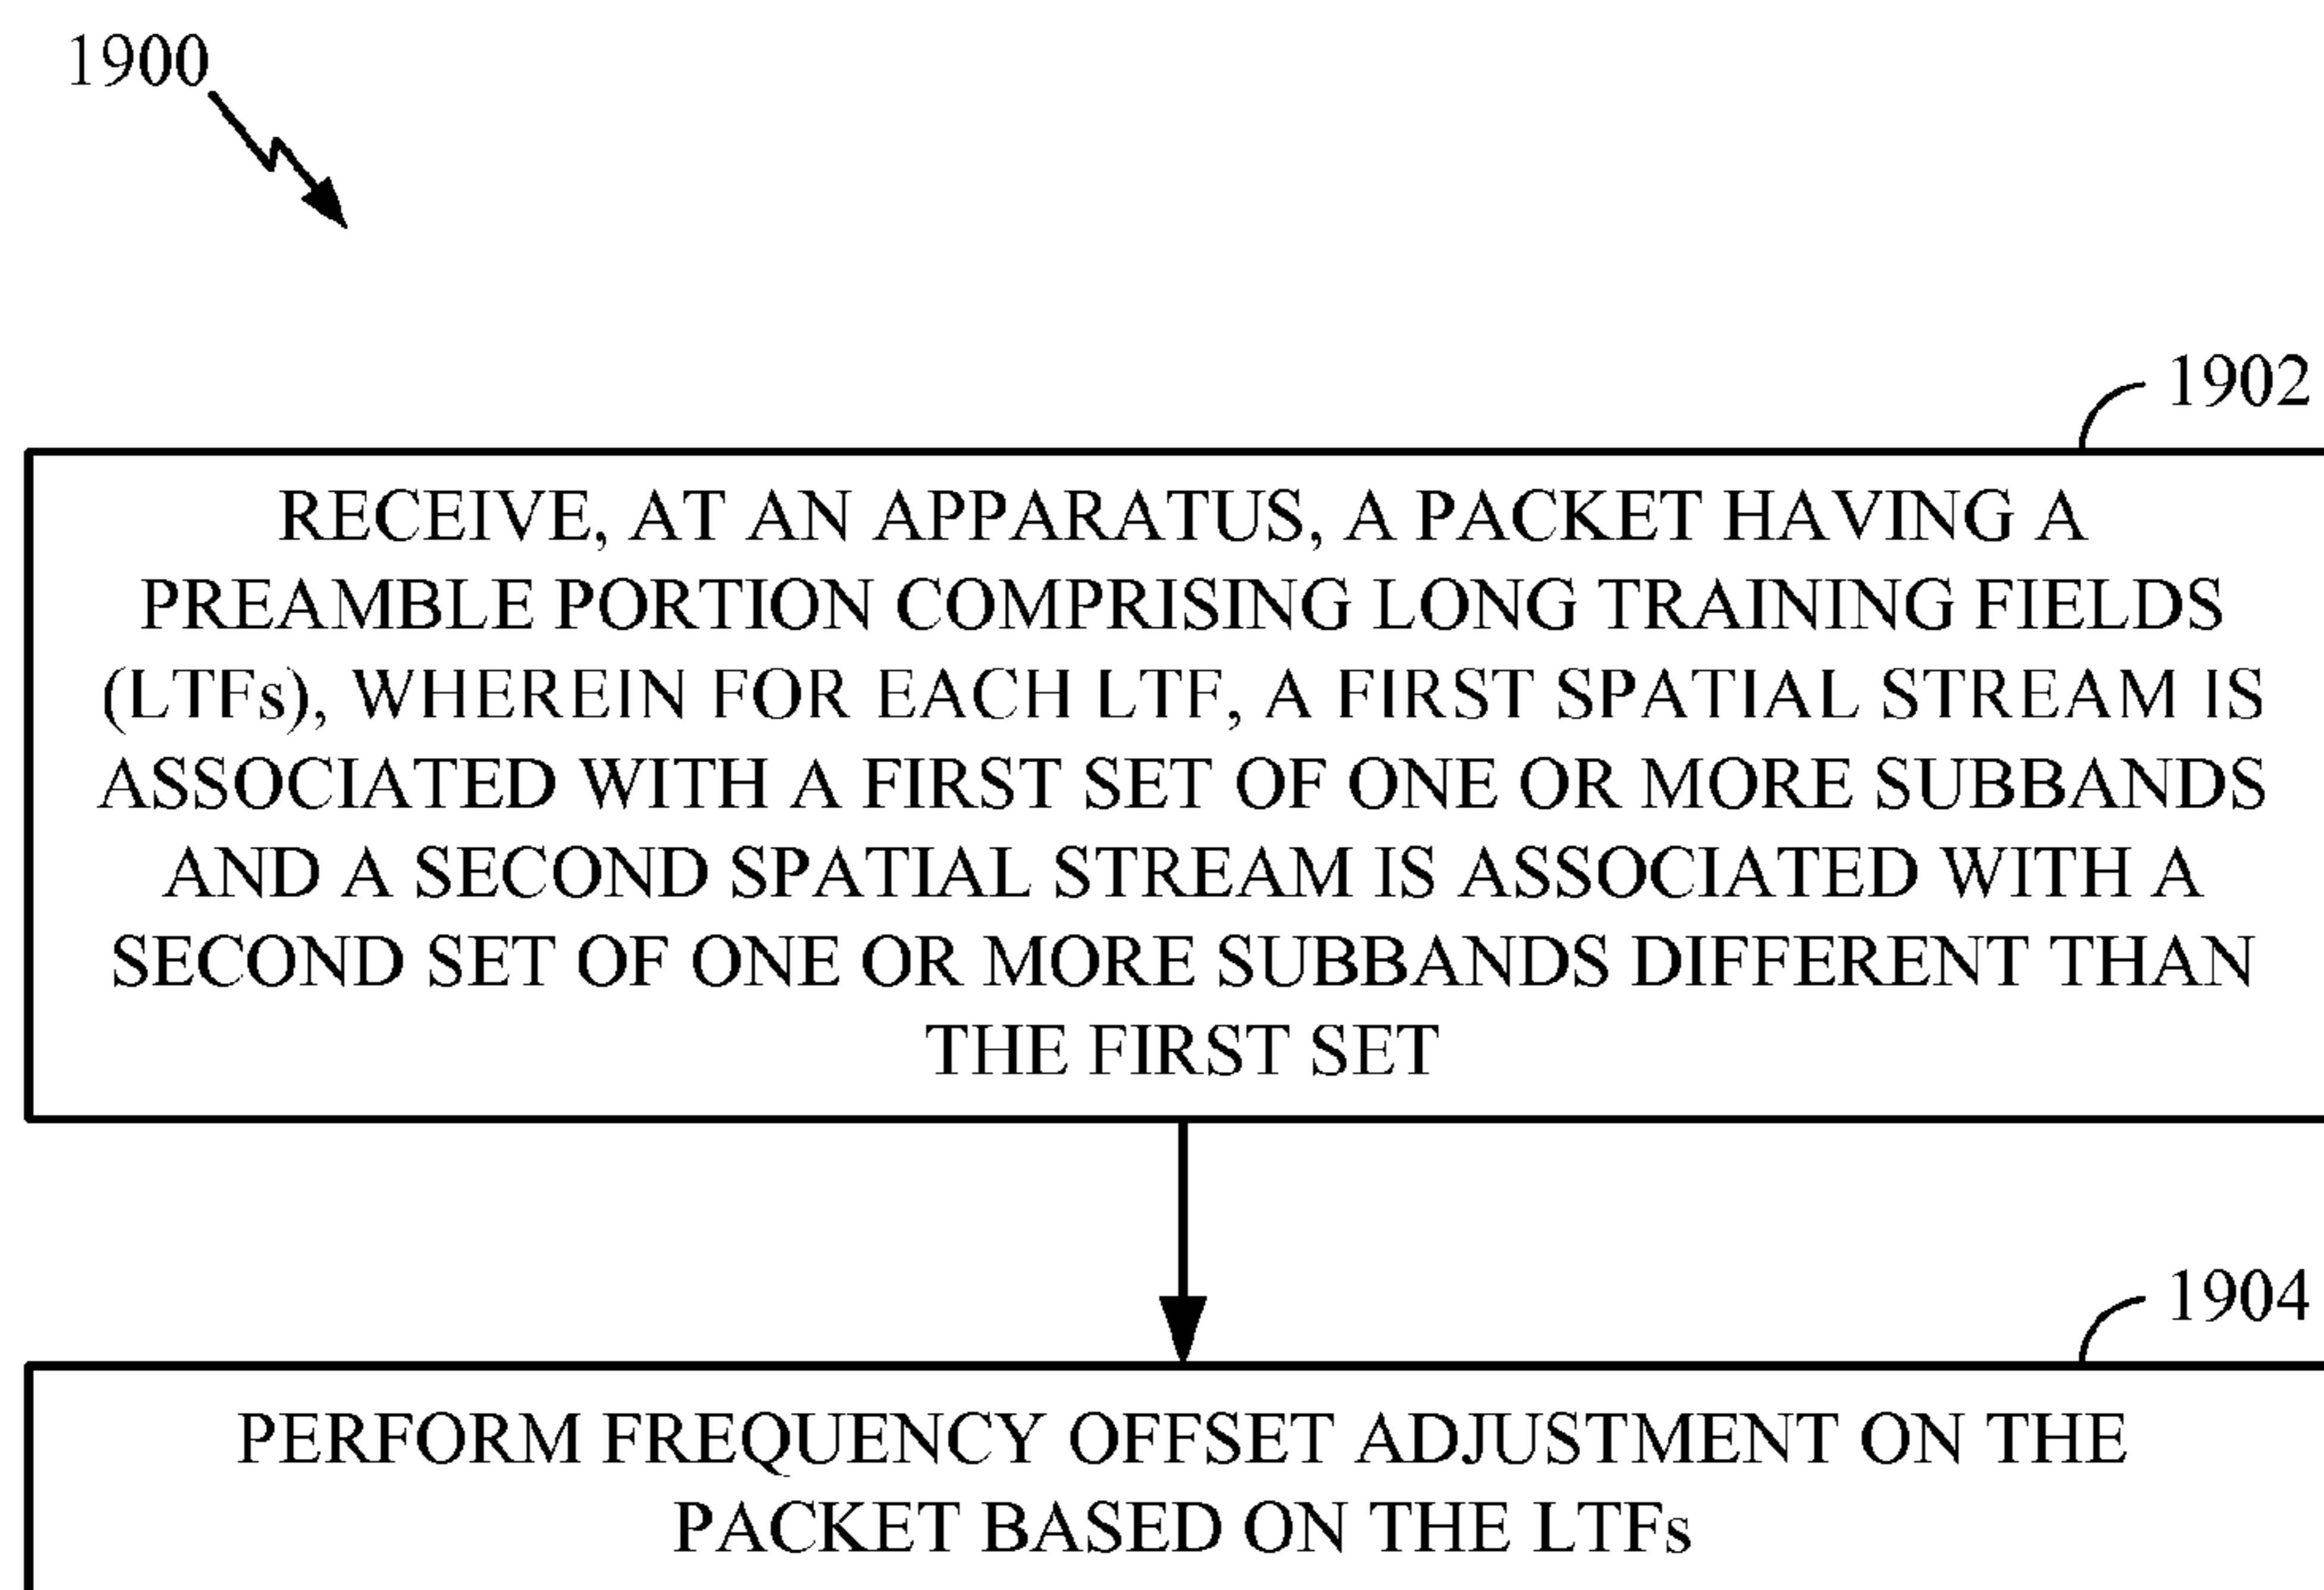 1900
1902
RECEIVE, AT AN APPARATUS, A PACKET HAVING A
PREAMBLE PORTION COMPRISING LONG TRAINING FIELDS
(LTFs), WHEREIN FOR EACH LTF, A FIRST SPATIAL STREAM IS
ASSOCIATED WITH A FIRST SET OF ONE OR MORE SUBBANDS
AND A SECOND SPATIAL STREAM IS ASSOCIATED WITH A
SECOND SET OF ONE OR MORE SUBBANDS DIFFERENT THAN
THE FIRST SET
1904
PERFORM FREQUENCY OFFSET ADJUSTMENT ON THE
PACKET BASED ON THE LTFs